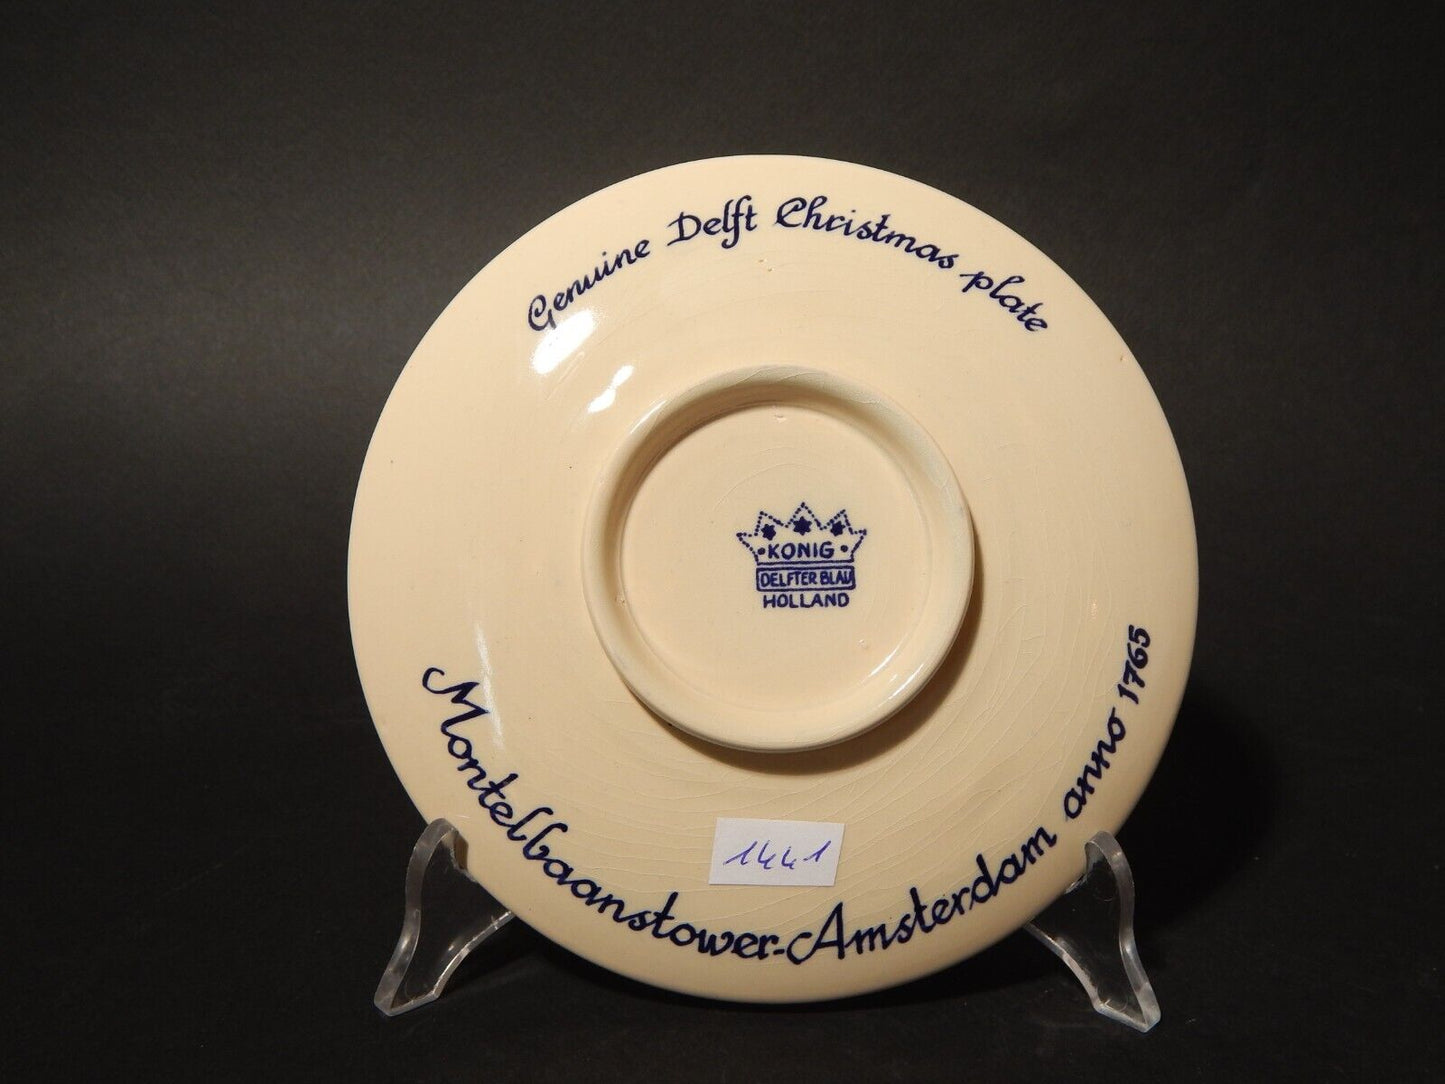 Genuine Delft Christmas plate
KONIG
DELFTER BLAU
HOLLAND
1441
Montelbaanstower-Amsterdam anno 1765